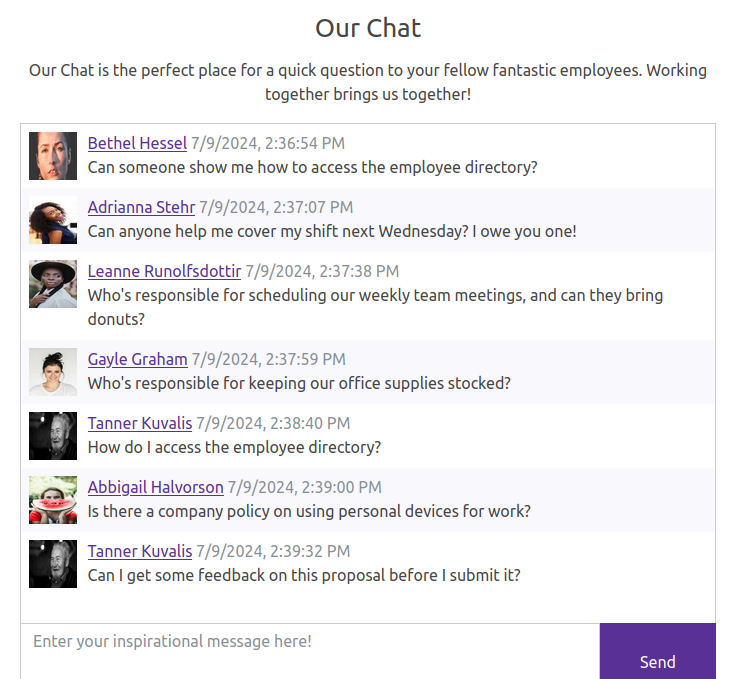 Our Chat
Our Chat is the perfect place for a quick question to your fellow fantastic employees. Working
together brings us together!
Bethel Hessel 7/9/2024, 2:36:54 PM
Can someone show me how to access the employee directory?
Adrianna Stehr 7/9/2024, 2:37:07 PM
Can anyone help me cover my shift next Wednesday? I owe you one!
Leanne Runolfsdottir 7/9/2024, 2:37:38 PM
Who's responsible for scheduling our weekly team meetings, and can they bring
donuts?
Gayle Graham 7/9/2024, 2:37:59 PM
Who's responsible for keeping our office supplies stocked?
Tanner Kuvalis 7/9/2024, 2:38:40 PM
How do I access the employee directory?
Abbigail Halvorson 7/9/2024, 2:39:00 PM
Is there a company policy on using personal devices for work?
Tanner Kuvalis 7/9/2024, 2:39:32 PM
Can I get some feedback on this proposal before I submit it?
Enter your inspirational message here!
Send